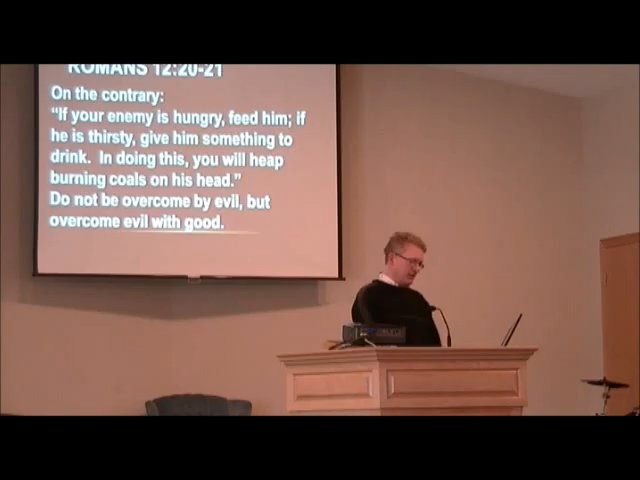 ROMANS 12:20-21
On the contrary:
“If your enemy is hungry, feed him; if
he is thirsty, give him something to
drink.  In doing this, you will heap
burning coals on his head.”
Do not be overcome by evil, but
overcome evil with good.